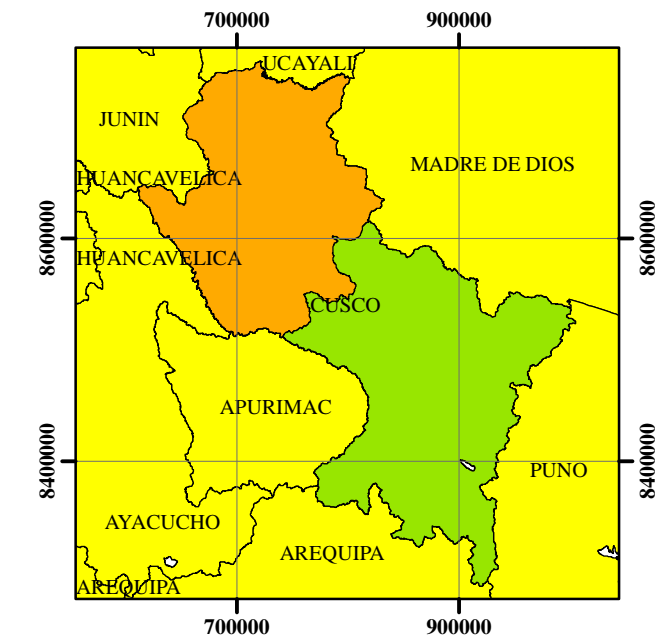 700000 900000
UCAYALI
JUNIN
MADRE DE DIOS
HUANCAVELICA
8600000 8600000
HUANCAVELICA
CUSCO
APURIMAC
8400000 8400000
PUNO
AYACUCHO
AREQUIPA
AREQUIPA
700000 900000